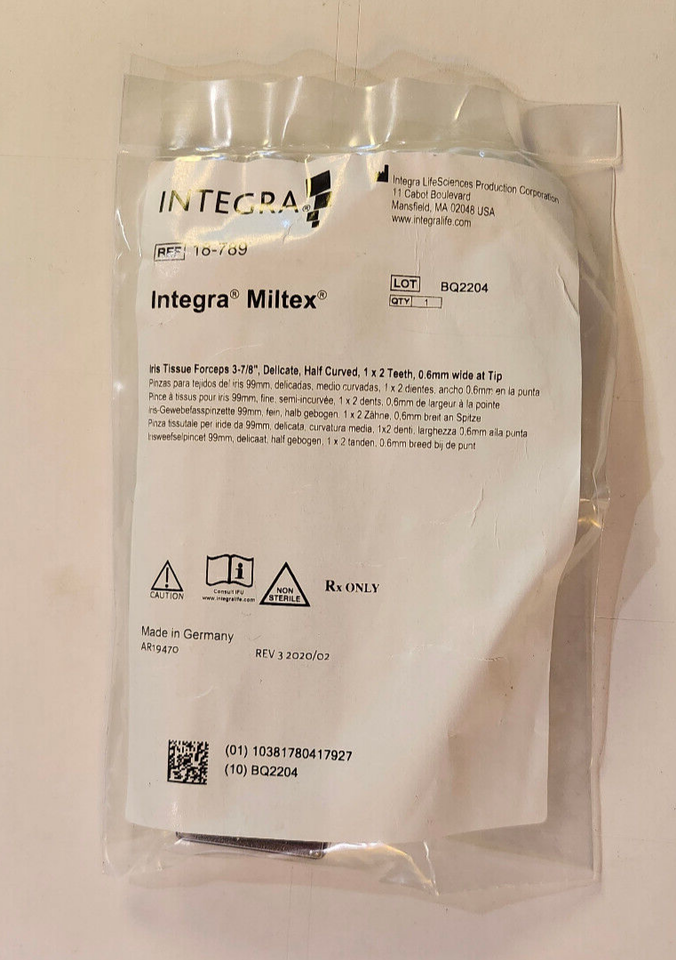 INTEGRA®
Integra LifeSciences Production Corporation
11 Cabot Boulevard
Mansfield, MA 02048 USA
www.integralife.com
REF 18-789
Integra® Miltex®
LOT BQ2204
QTY 1
Iris Tissue Forceps 3-7/8", Delicate, Half Curved, 1 x 2 Teeth, 0.6mm wide at Tip
Pinzas para tejidos del iris 99mm, delicadas, medio curvadas, 1 x 2 dientes, ancho 0.6mm en la punta
Pince à tissus pour iris 99mm, fine, semi-incurvée, 1 x 2 dents, 0.6mm de largeur à la pointe
Iris-Gewebefasspinzette 99mm, fein, halb gebogen, 1 x 2 Zähne, 0.6mm breit an Spitze
Pinza tissutale per iride da 99mm, delicata, curvatura media, 1x2 denti, larghezza 0.6mm alla punta
Irisweefselpincet 99mm, delicaat, half gebogen, 1 x 2 tanden, 0.6mm breed bij de punt
CAUTION
Consult IFU
www.integralife.com
NON
STERILE
Rx ONLY
Made in Germany
AR19470
REV 3 2020/02
(01) 10381780417927
(10) BQ2204